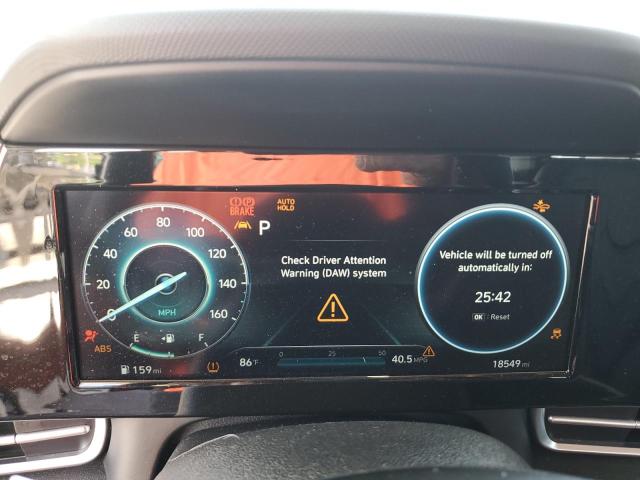 BRAKE
AUTO
HOLD
P
0
20
40
60
80
100
120
140
160
MPH
Check Driver Attention
Warning (DAW) system
Vehicle will be turned off
automatically in:
25:42
OK : Reset
ABS
E
F
159 mi
86°F
0
25
50
40.5 MPG
18549 mi